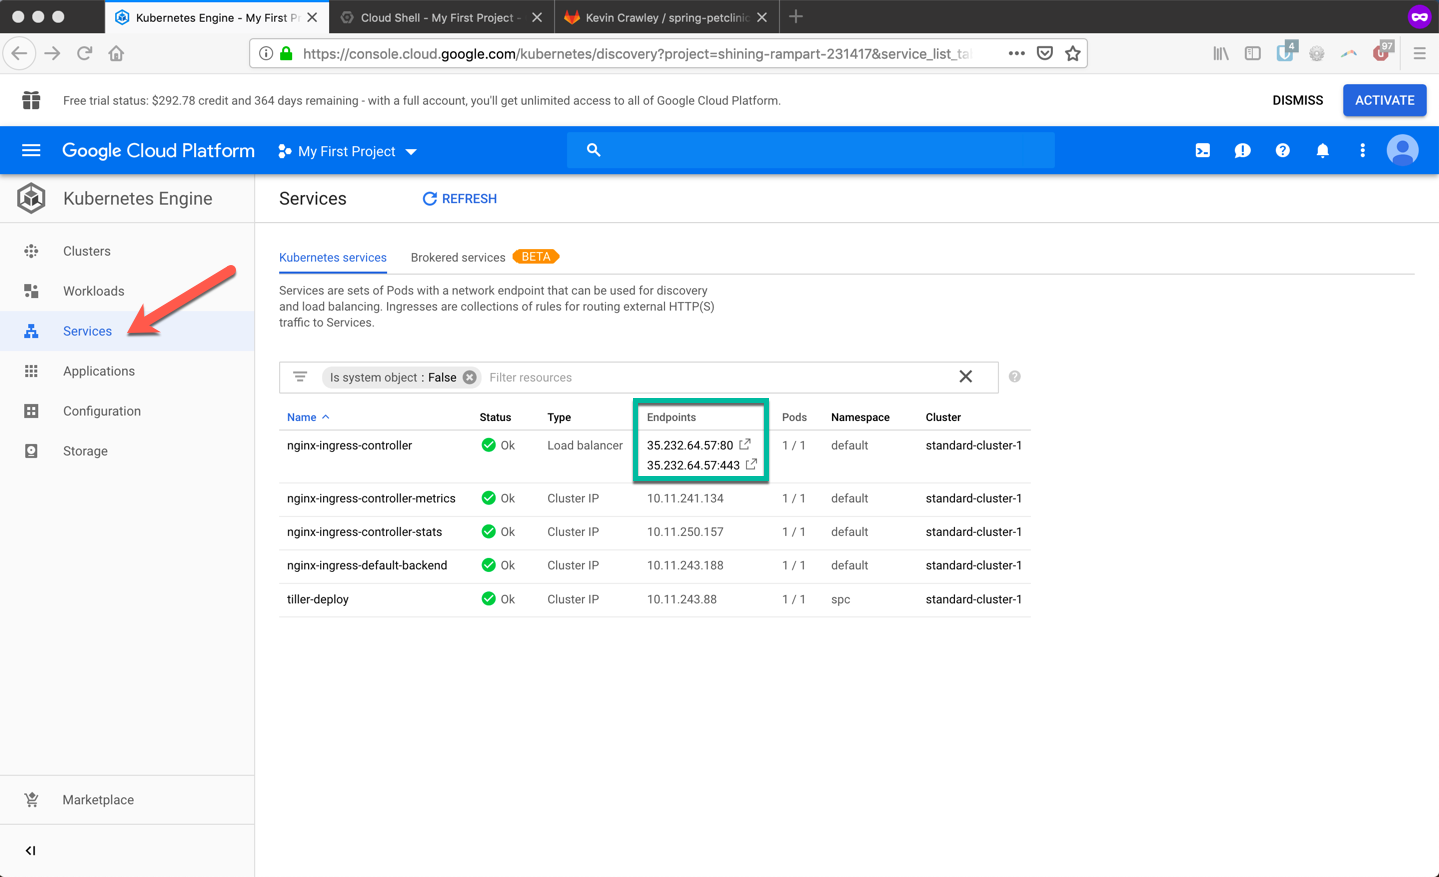 Kubernetes Engine - My First P
Cloud Shell - My First Project -
Kevin Crawley / spring-petclinic
https://console.cloud.google.com/kubernetes/discovery?project=shining-rampart-231417&service_list_ta
4
97
Free trial status: $292.78 credit and 364 days remaining - with a full account, you'll get unlimited access to all of Google Cloud Platform.
DISMISS
ACTIVATE
Google Cloud Platform
My First Project
Kubernetes Engine
Services
REFRESH
Clusters
Workloads
Services
Applications
Configuration
Storage
Marketplace
Kubernetes services
Brokered services BETA
Services are sets of Pods with a network endpoint that can be used for discovery
and load balancing. Ingresses are collections of rules for routing external HTTP(S)
traffic to Services.
Is system object : False Filter resources
Name Status Type Endpoints Pods Namespace Cluster
nginx-ingress-controller Ok Load balancer 35.232.64.57:80 1 / 1 default standard-cluster-1
35.232.64.57:443
nginx-ingress-controller-metrics Ok Cluster IP 10.11.241.134 1 / 1 default standard-cluster-1
nginx-ingress-controller-stats Ok Cluster IP 10.11.250.157 1 / 1 default standard-cluster-1
nginx-ingress-default-backend Ok Cluster IP 10.11.243.188 1 / 1 default standard-cluster-1
tiller-deploy Ok Cluster IP 10.11.243.88 1 / 1 spc standard-cluster-1